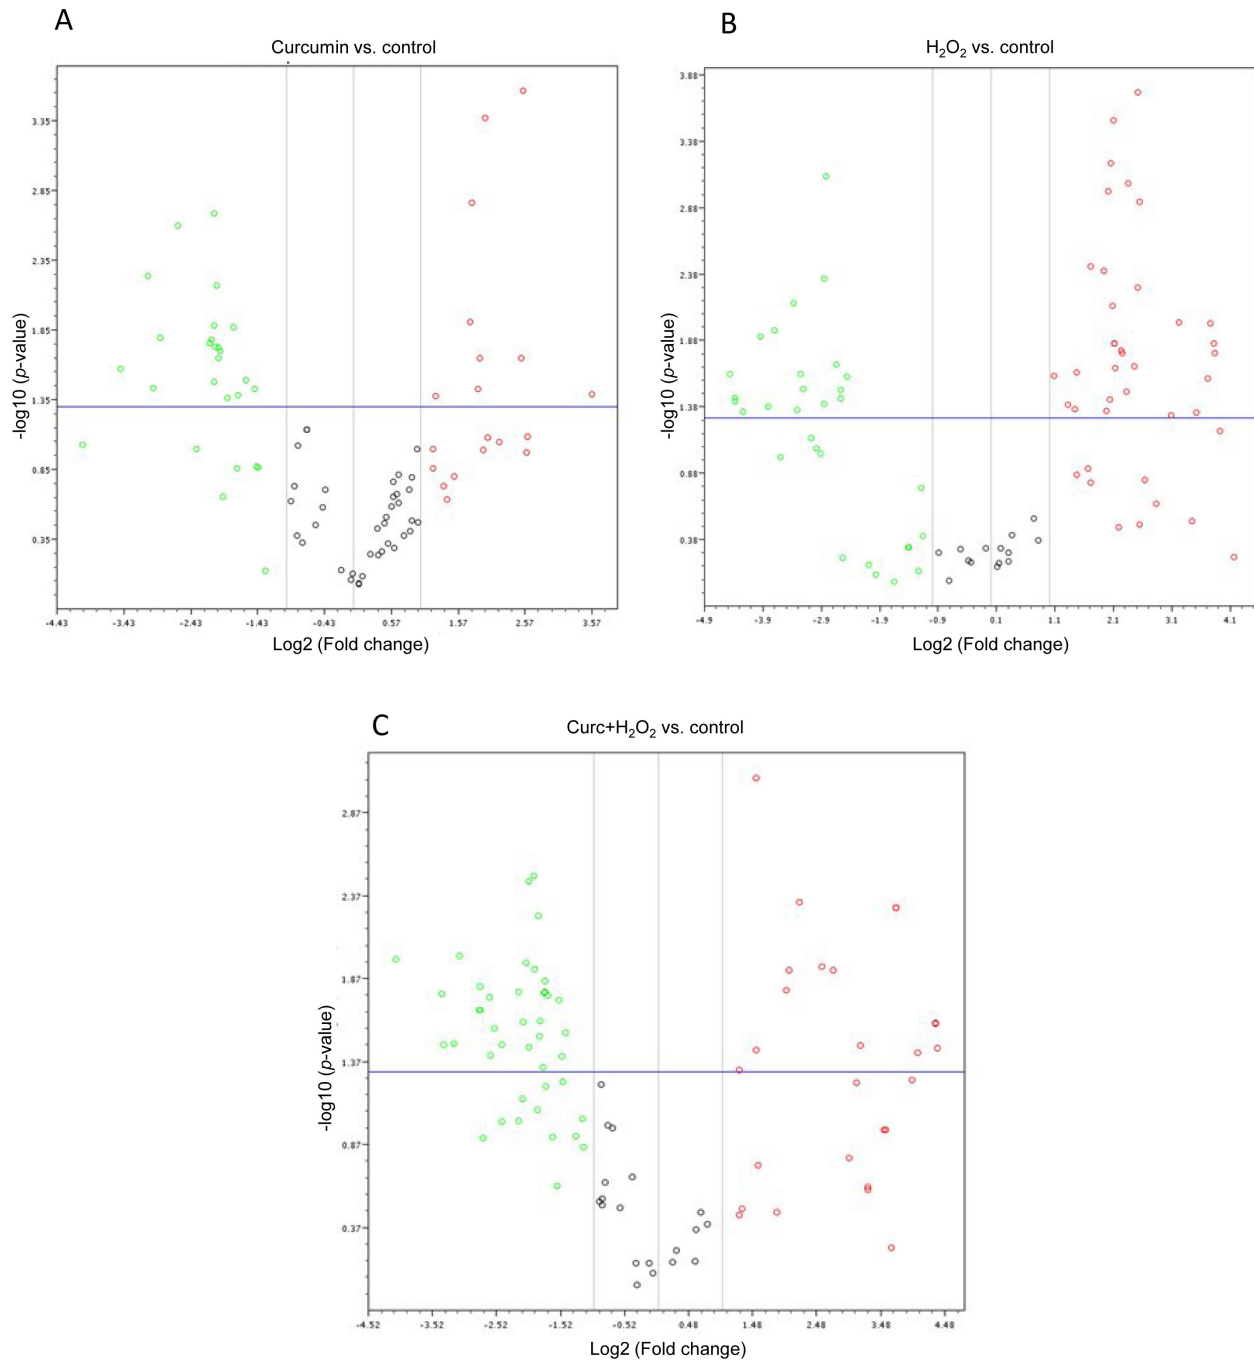 A
Curcumin vs. control
3.35
2.85
2.35
1.85
1.35
0.85
0.35
-log10 (p-value)
-4.43 -3.43 -2.43 -1.43 -0.43 0.57 1.57 2.57 3.57
Log2 (Fold change)
B
H₂O₂ vs. control
3.88
3.38
2.88
2.38
1.88
1.38
0.88
0.38
-log10 (p-value)
-4.9 -3.9 -2.9 -1.9 -0.9 0.1 1.1 2.1 3.1 4.1
Log2 (Fold change)
C
Curc+H₂O₂ vs. control
2.87
2.37
1.87
1.37
0.87
0.37
-log10 (p-value)
-4.52 -3.52 -2.52 -1.52 -0.52 0.48 1.48 2.48 3.48 4.48
Log2 (Fold change)